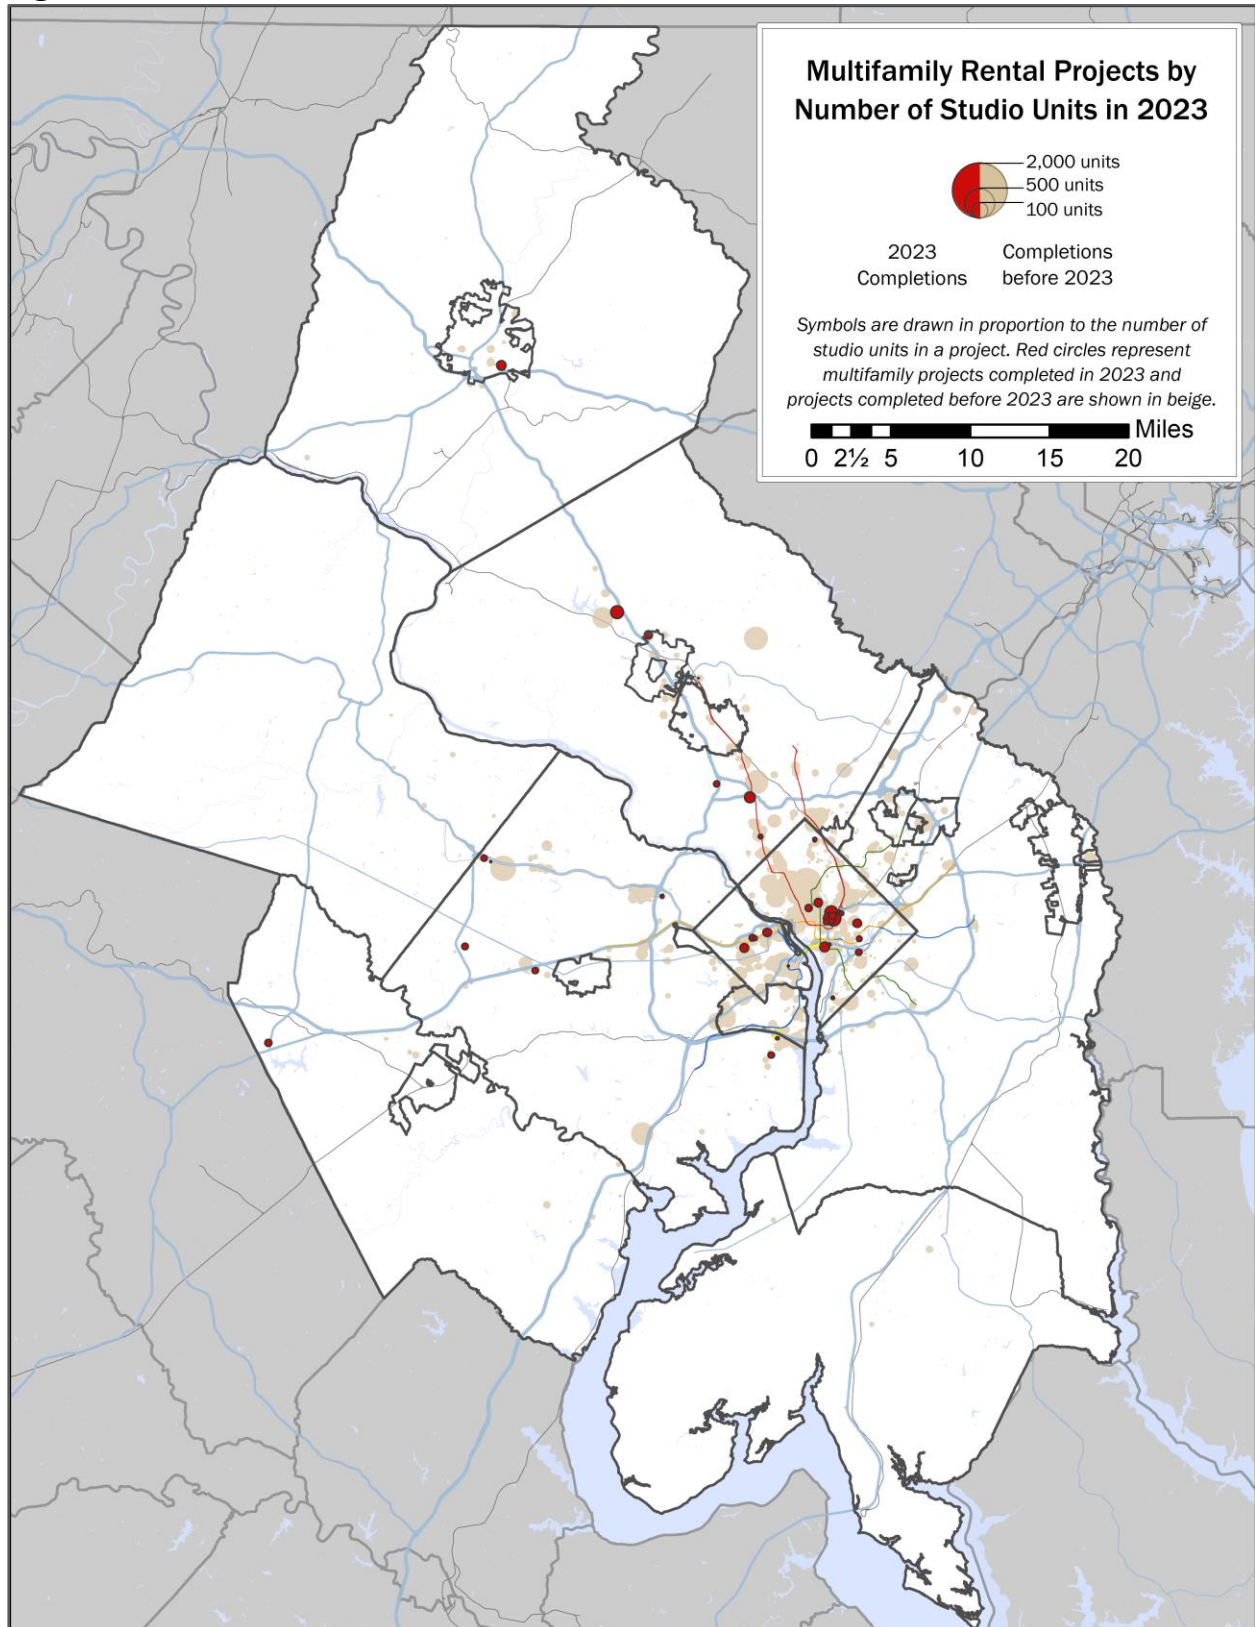 Multifamily Rental Projects by
Number of Studio Units in 2023
2,000 units
500 units
100 units
2023
Completions
Completions
before 2023
Symbols are drawn in proportion to the number of
studio units in a project. Red circles represent
multifamily projects completed in 2023 and
projects completed before 2023 are shown in beige.
Miles
0 2½ 5 10 15 20